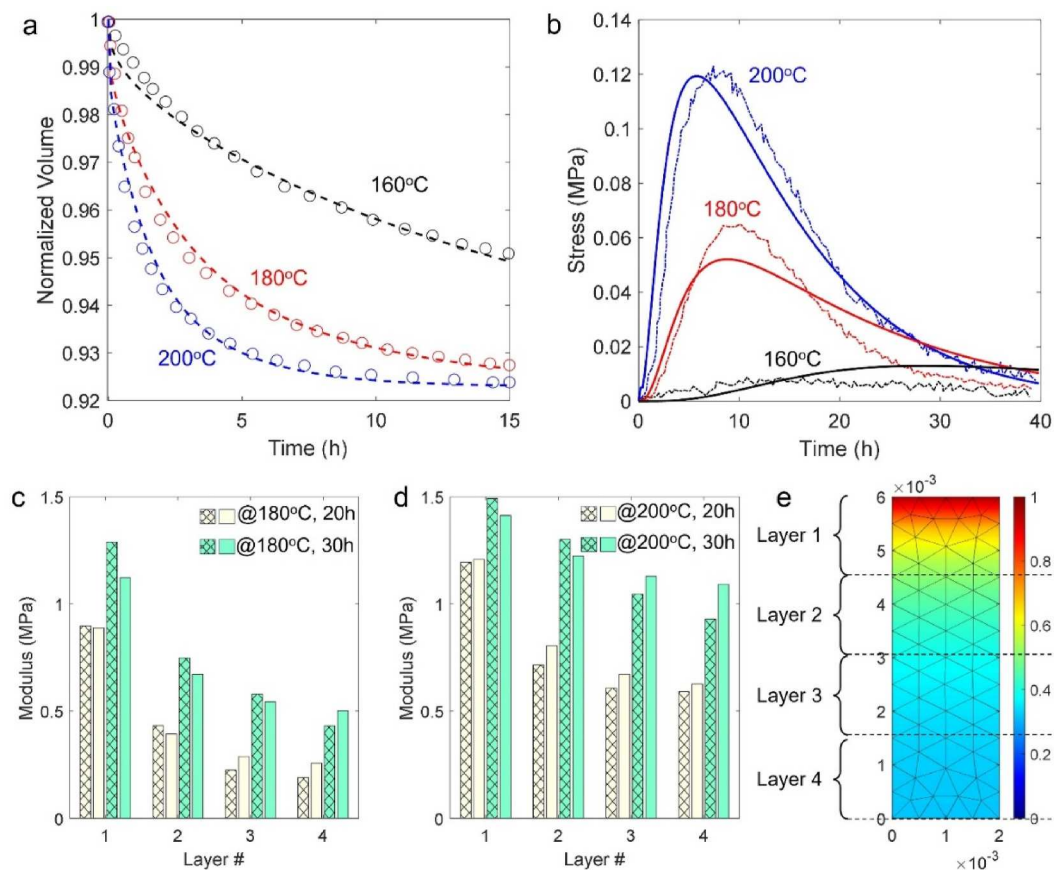 a
1
0.99
0.98
0.97
0.96
0.95
0.94
0.93
0.92
Normalized Volume
160°C
180°C
200°C
0
5
10
15
Time (h)
b
0.14
0.12
0.1
0.08
0.06
0.04
0.02
0
Stress (MPa)
200°C
180°C
160°C
0
10
20
30
40
Time (h)
c
1.5
1
0.5
0
Modulus (MPa)
@180°C, 20h
@180°C, 30h
1
2
3
4
Layer #
d
1.5
1
0.5
0
Modulus (MPa)
@200°C, 20h
@200°C, 30h
1
2
3
4
Layer #
e
×10⁻³
6
5
4
3
2
1
0
Layer 1
Layer 2
Layer 3
Layer 4
1
0.8
0.6
0.4
0.2
0
0
1
2
×10⁻³